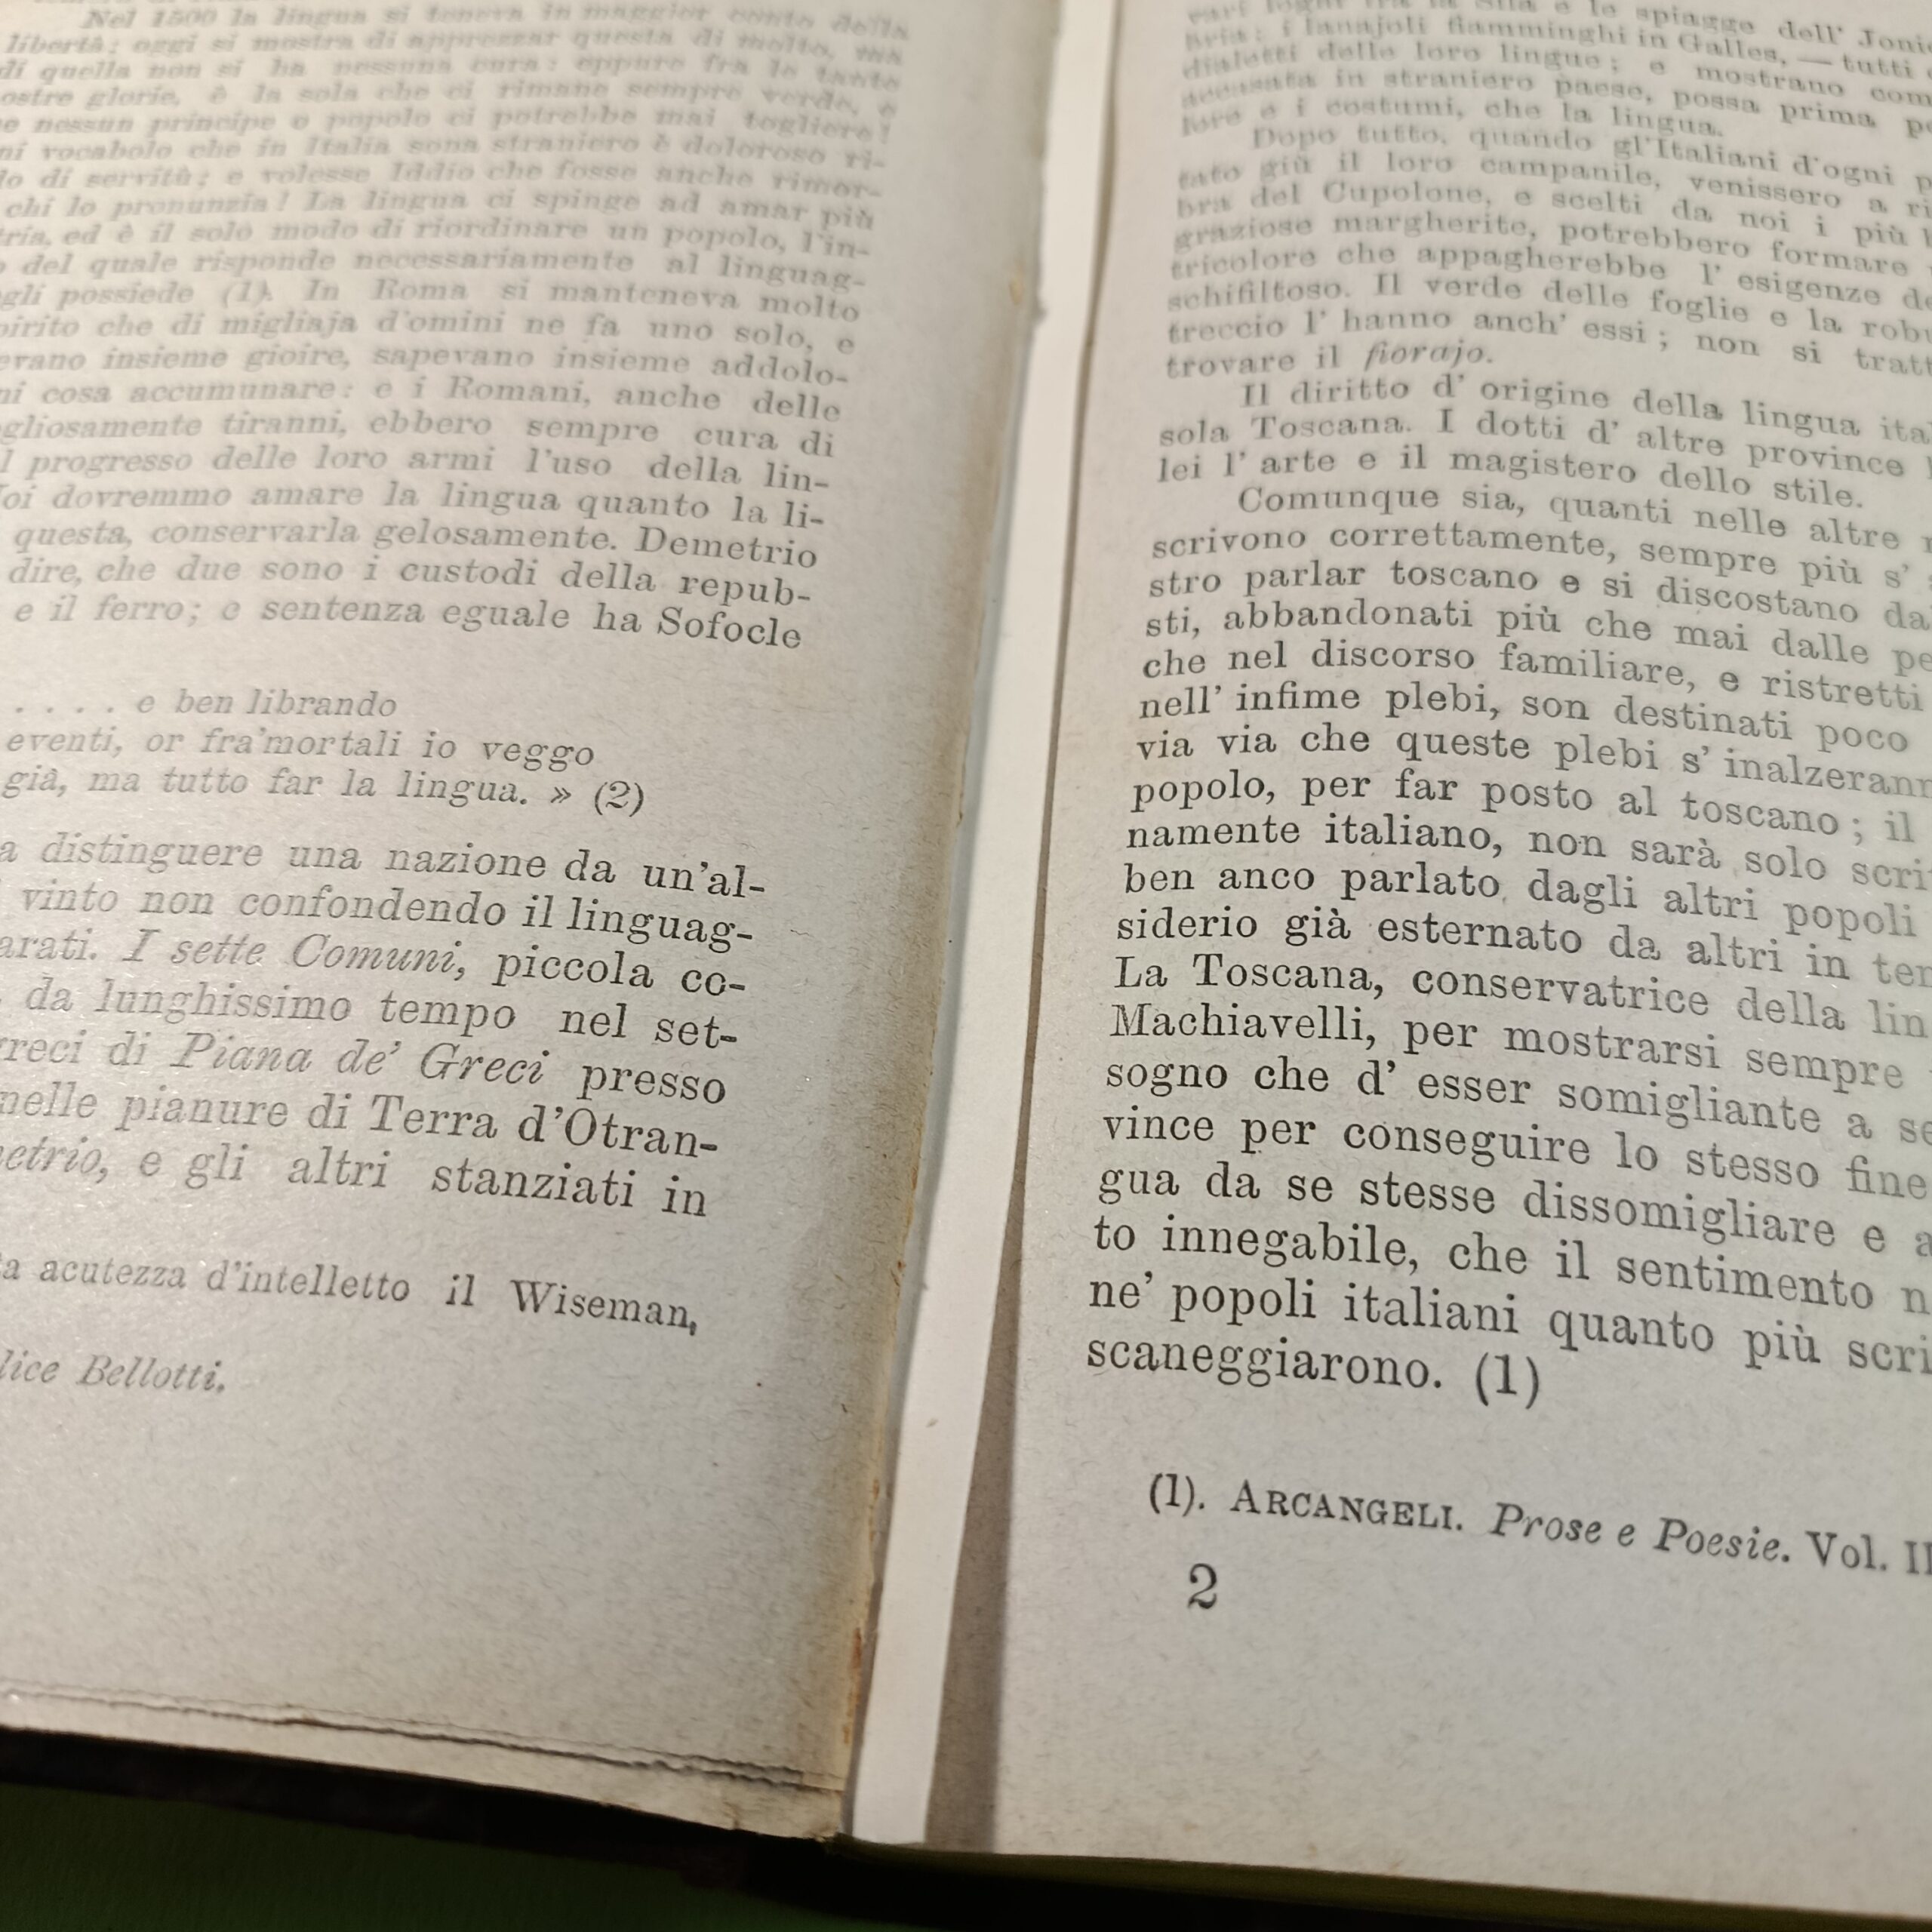 Nel 1500 la lingua si teneva in maggior conto della
libertà; oggi si mostra di apprezzar questa di molto, ma
di quella non si ha nessuna cura: eppure fra le tante
ostre glorie, è la sola che ci rimane sempre verde, e
e nessun principe o popolo ci potrebbe mai togliere!
ni vocabolo che in Italia sona straniero è doloroso ri-
do di servitù; e volesse Iddio che fosse anche rimor-
chi lo pronunzia! La lingua ci spinge ad amar più
tria, ed è il solo modo di riordinare un popolo, l'in-
o del quale risponde necessariamente al linguag-
gli possiede (1). In Roma si manteneva molto
pirito che di migliaja d'omini ne fa uno solo, e
evano insieme gioire, sapevano insieme addolo-
ni cosa accumunare: e i Romani, anche delle
gliosamente tiranni, ebbero sempre cura di
l progresso delle loro armi l'uso della lin-
Noi dovremmo amare la lingua quanto la li-
questa, conservarla gelosamente. Demetrio
dire, che due sono i custodi della repub-
e il ferro; e sentenza eguale ha Sofocle
. . . . e ben librando
eventi, or fra'mortali io veggo
già, ma tutto far la lingua. » (2)
a distinguere una nazione da un'al-
vinto non confondendo il linguag-
arati. I sette Comuni, piccola co-
da lunghissimo tempo nel set-
greci di Piana de' Greci presso
nelle pianure di Terra d'Otran-
etrio, e gli altri stanziati in
a acutezza d'intelletto il Wiseman,
lice Bellotti.
vari luoghi fra la Sila e le spiagge dell' Jonio
bria; i lanajoli fiamminghi in Galles, — tutti
dialetti delle loro lingue; e mostrano com
accasata in straniero paese, possa prima pe
lore e i costumi, che la lingua.
Dopo tutto, quando gl'Italiani d'ogni p
tato giù il loro campanile, venissero a ri
bra del Cupolone, e scelti da noi i più b
graziose margherite, potrebbero formare
tricolore che appagherebbe l' esigenze de
schifiltoso. Il verde delle foglie e la robu
treccio l' hanno anch' essi; non si tratt
trovare il fiorajo.
Il diritto d' origine della lingua ital
sola Toscana. I dotti d' altre province
lei l' arte e il magistero dello stile.
Comunque sia, quanti nelle altre
scrivono correttamente, sempre più s'
stro parlar toscano e si discostano da
sti, abbandonati più che mai dalle pe
che nel discorso familiare, e ristretti
nell' infime plebi, son destinati poco
via via che queste plebi s' inalzerann
popolo, per far posto al toscano; il
namente italiano, non sarà solo scrit
ben anco parlato dagli altri popoli
siderio già esternato da altri in tem
La Toscana, conservatrice della lin
Machiavelli, per mostrarsi sempre
sogno che d' esser somigliante a se
vince per conseguire lo stesso fine
gua da se stesse dissomigliare e a
to innegabile, che il sentimento n
ne' popoli italiani quanto più scri
scaneggiarono. (1)
(1). ARCANGELI. Prose e Poesie. Vol. II
2